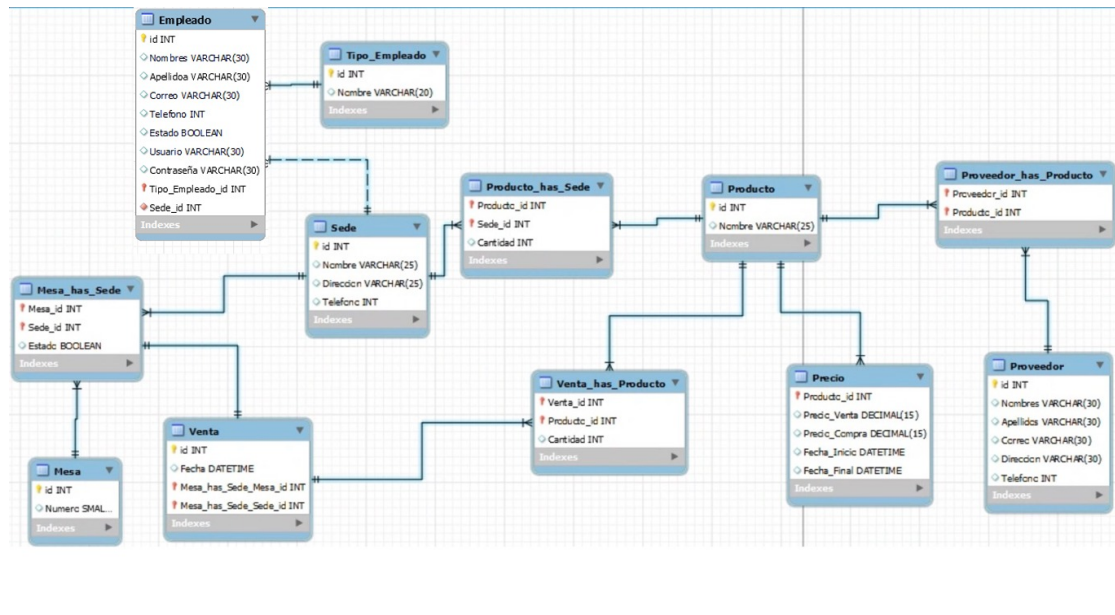 Empleado
id INT
Nombres VARCHAR(30)
Apellidoa VARCHAR(30)
Correo VARCHAR(30)
Telefono INT
Estado BOOLEAN
Usuario VARCHAR(30)
Contraseña VARCHAR(30)
Tipo_Empleado_id INT
Sede_id INT
Indexes
Tipo_Empleado
id INT
Nombre VARCHAR(20)
Indexes
Sede
id INT
Nombre VARCHAR(25)
Direccion VARCHAR(25)
Telefono INT
Indexes
Producto_has_Sede
Producto_id INT
Sede_id INT
Cantidad INT
Indexes
Producto
id INT
Nombre VARCHAR(25)
Indexes
Proveedor_has_Producto
Proveedor_id INT
Producto_id INT
Indexes
Mesa_has_Sede
Mesa_id INT
Sede_id INT
Estado BOOLEAN
Indexes
Mesa
id INT
Numero SMAL...
Indexes
Venta
id INT
Fecha DATETIME
Mesa_has_Sede_Mesa_id INT
Mesa_has_Sede_Sede_id INT
Indexes
Venta_has_Producto
Venta_id INT
Producto_id INT
Cantidad INT
Indexes
Precio
Producto_id INT
Precio_Venta DECIMAL(15)
Precio_Compra DECIMAL(15)
Fecha_Inicio DATETIME
Fecha_Final DATETIME
Indexes
Proveedor
id INT
Nombres VARCHAR(30)
Apellidos VARCHAR(30)
Correo VARCHAR(30)
Direccion VARCHAR(30)
Telefono INT
Indexes